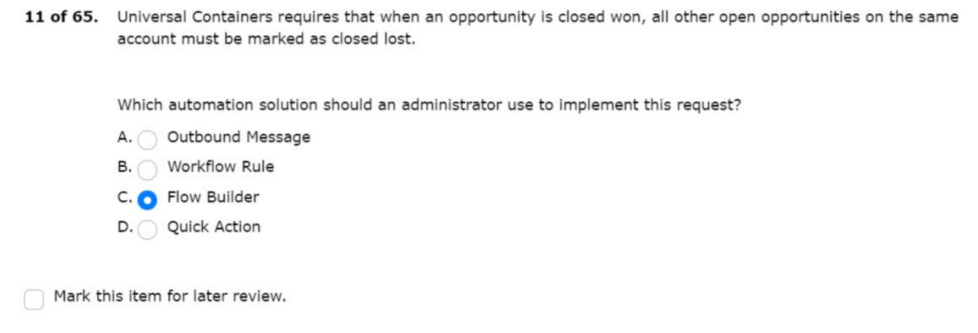 11 of 65. Universal Containers requires that when an opportunity is closed won, all other open opportunities on the same
account must be marked as closed lost.
Which automation solution should an administrator use to implement this request?
A. Outbound Message
B. Workflow Rule
C. Flow Builder
D. Quick Action
Mark this item for later review.